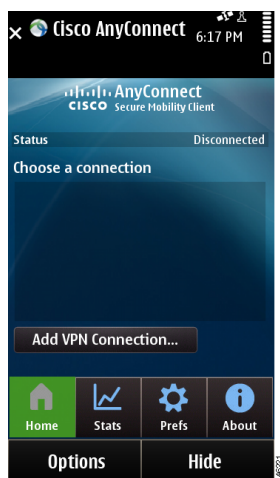 Cisco AnyConnect
6:17 PM
AnyConnect
CISCO Secure Mobility Client
Status Disconnected
Choose a connection
Add VPN Connection...
Home Stats Prefs About
Options Hide